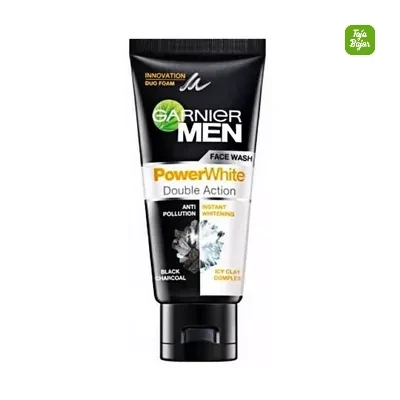 Taja
Bajar
INNOVATION
DUO FOAM
GARNIER
MEN
FACE WASH
PowerWhite
Double Action
ANTI
POLLUTION
INSTANT
WHITENING
BLACK
CHARCOAL
ICY CLAY
COMPLEX